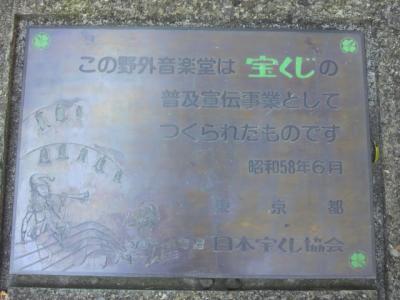 この野外音楽堂は 宝くじの
普及宣伝事業として
つくられたものです
昭和58年6月
東京都
日本宝くじ協会